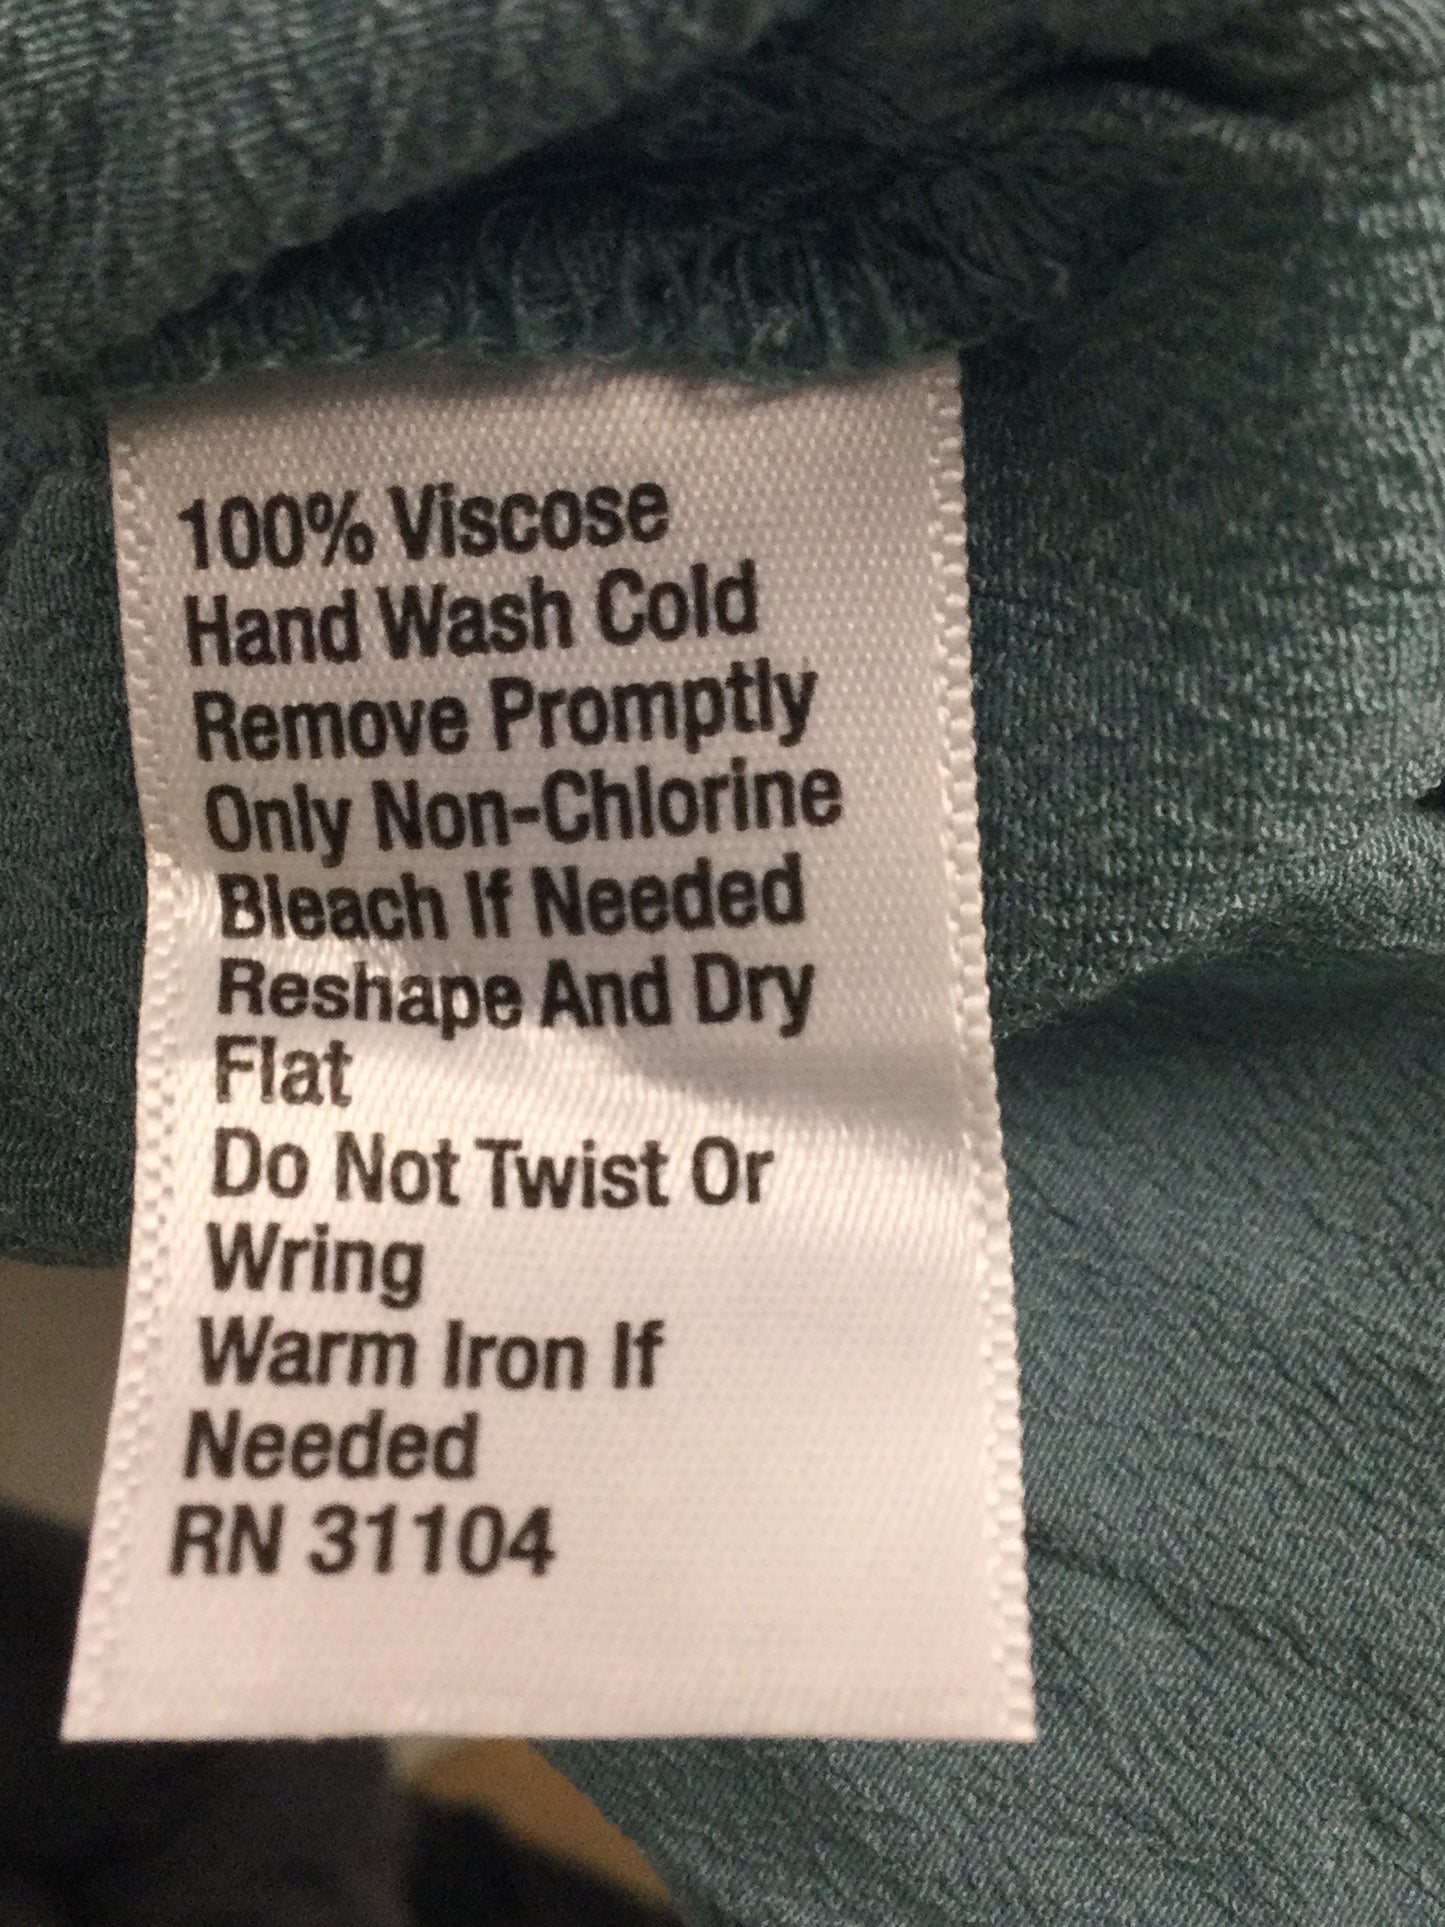 100% Viscose
Hand Wash Cold
Remove Promptly
Only Non-Chlorine
Bleach If Needed
Reshape And Dry
Flat
Do Not Twist Or
Wring
Warm Iron If
Needed
RN 31104